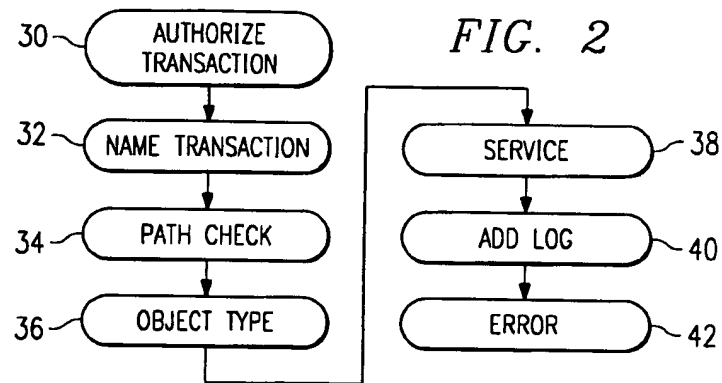 FIG. 2
30
AUTHORIZE
TRANSACTION
32
NAME TRANSACTION
34
PATH CHECK
36
OBJECT TYPE
SERVICE
38
ADD LOG
40
ERROR
42